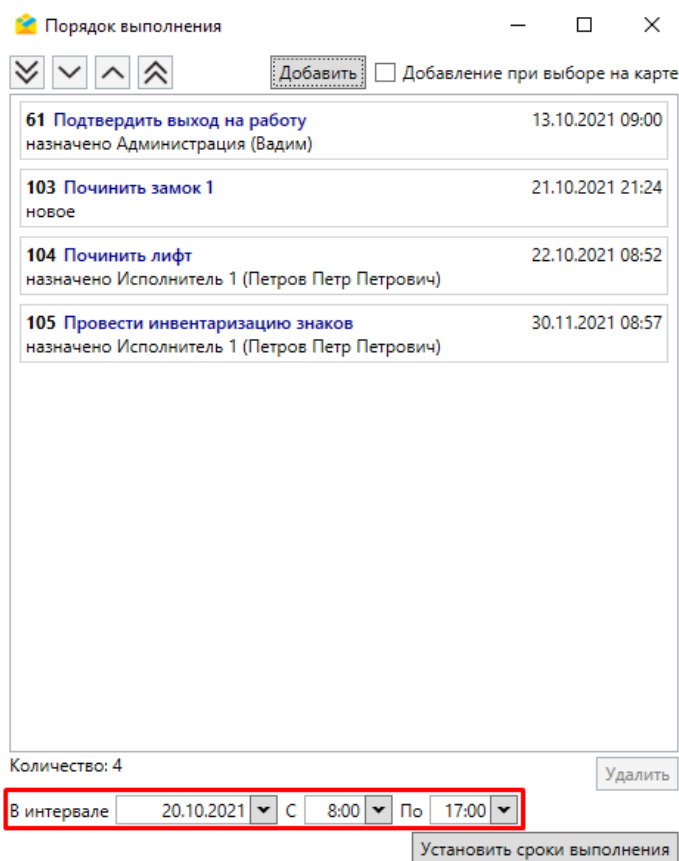 Порядок выполнения
Добавить Добавление при выборе на карте
61 Подтвердить выход на работу 13.10.2021 09:00
назначено Администрация (Вадим)
103 Починить замок 1 21.10.2021 21:24
новое
104 Починить лифт 22.10.2021 08:52
назначено Исполнитель 1 (Петров Петр Петрович)
105 Провести инвентаризацию знаков 30.11.2021 08:57
назначено Исполнитель 1 (Петров Петр Петрович)
Количество: 4
Удалить
В интервале 20.10.2021 С 8:00 По 17:00
Установить сроки выполнения